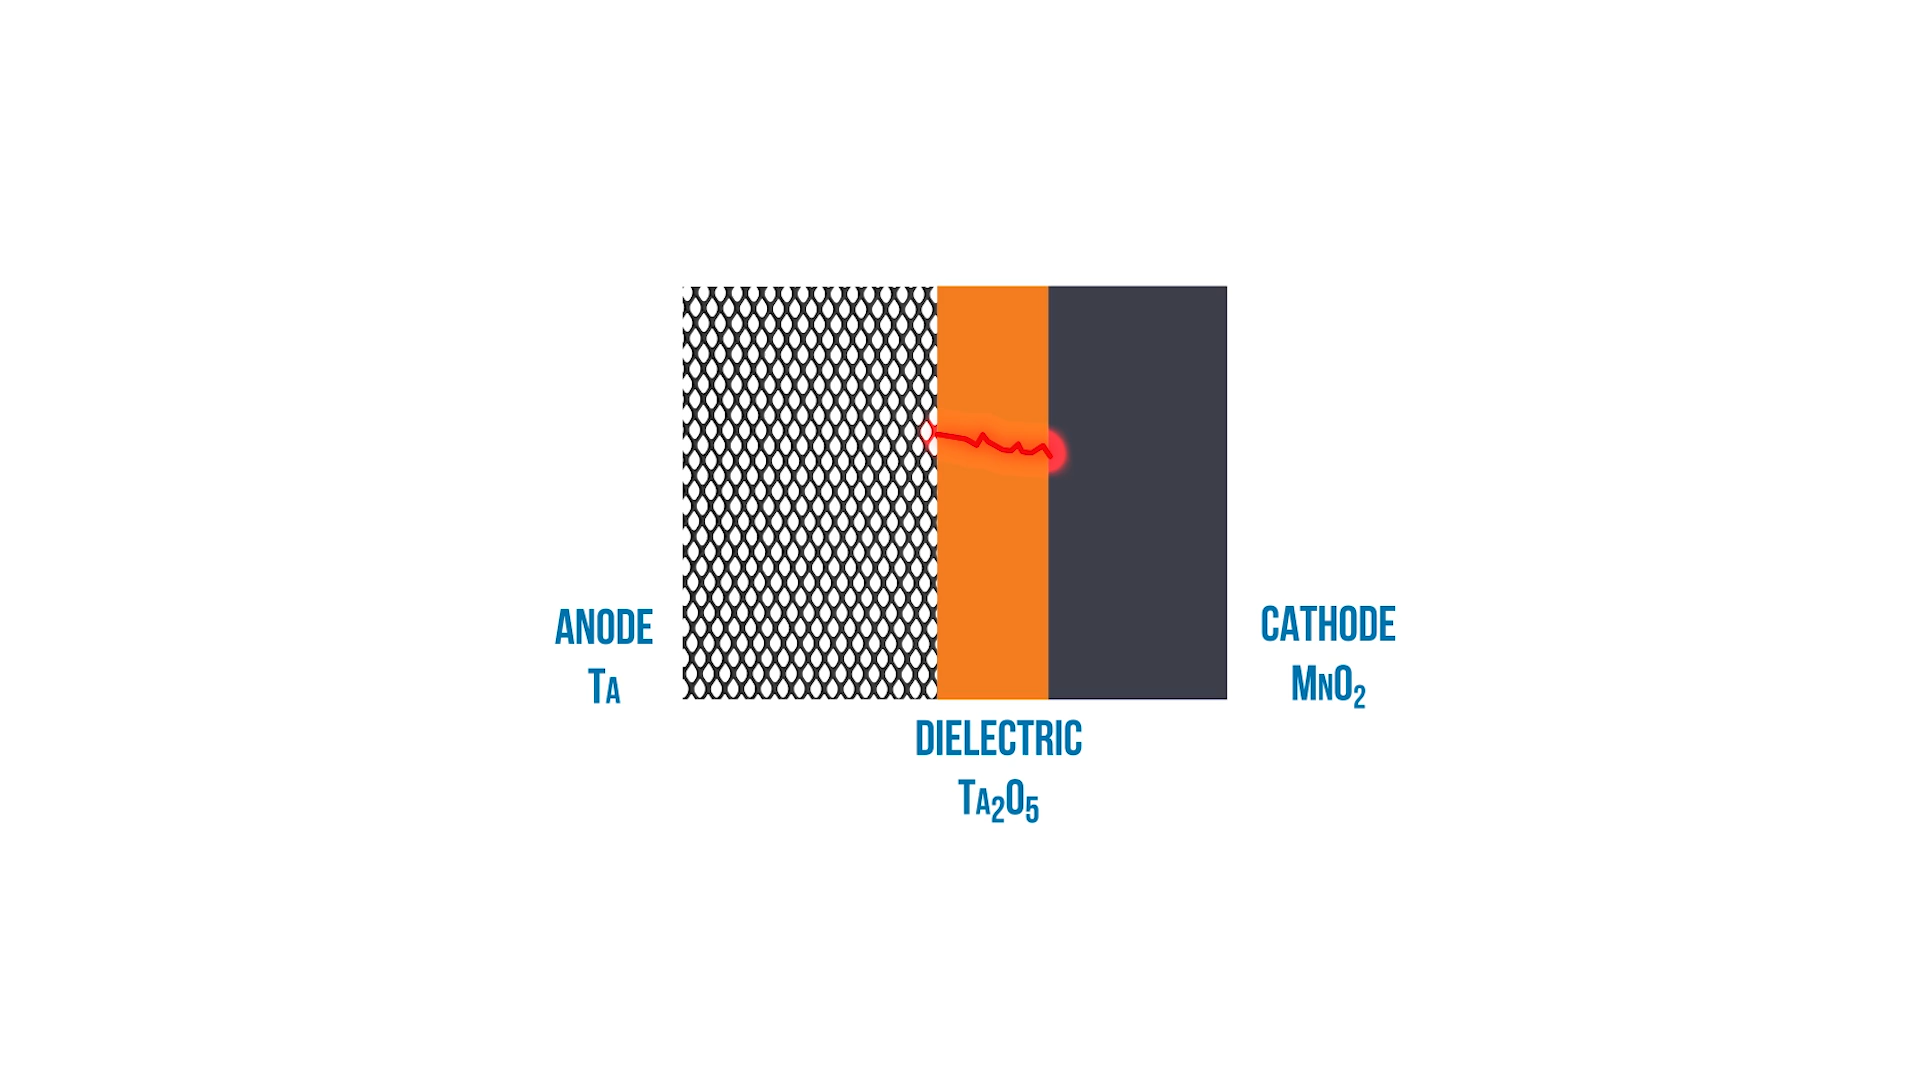 ANODE
TA
CATHODE
MNO₂
DIELECTRIC
TA₂O₅